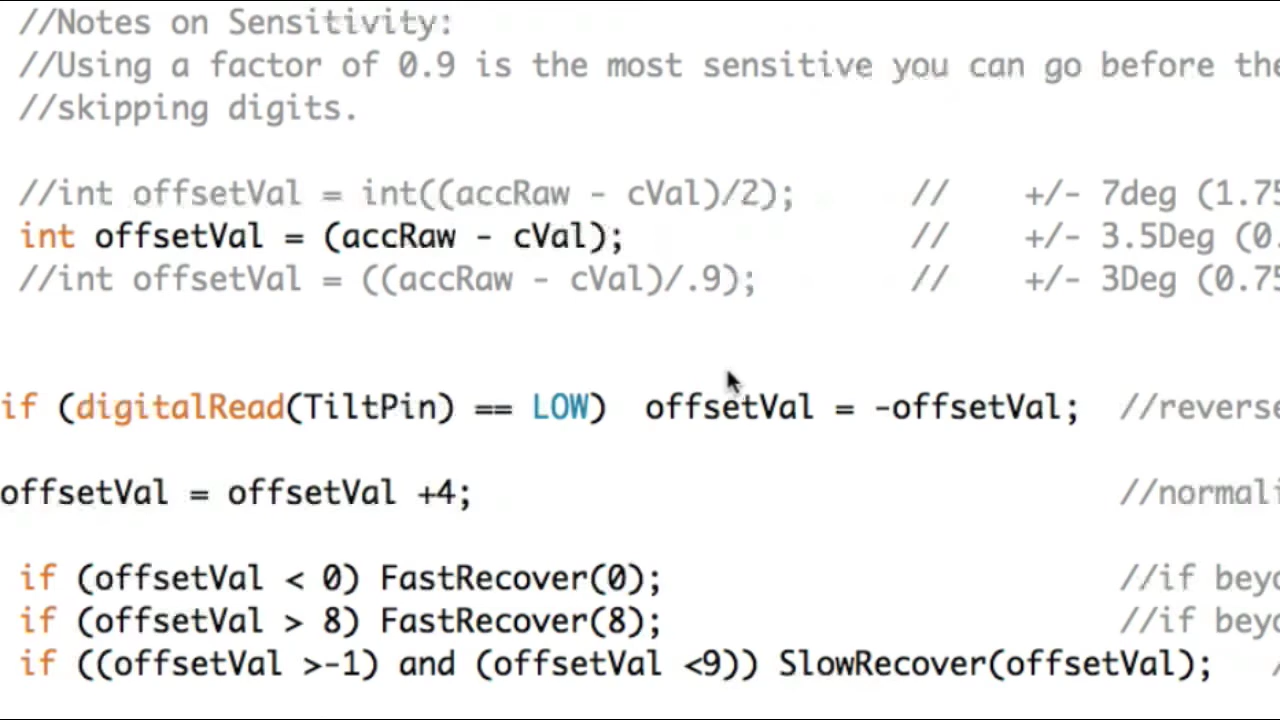 //Notes on Sensitivity:
//Using a factor of 0.9 is the most sensitive you can go before the
//skipping digits.
//int offsetVal = int((accRaw - cVal)/2); // +/- 7deg (1.75
int offsetVal = (accRaw - cVal); // +/- 3.5Deg (0.
//int offsetVal = ((accRaw - cVal)/.9); // +/- 3Deg (0.75
if (digitalRead(TiltPin) == LOW) offsetVal = -offsetVal; //reverse
offsetVal = offsetVal +4; //normali
if (offsetVal < 0) FastRecover(0); //if beyo
if (offsetVal > 8) FastRecover(8); //if beyo
if ((offsetVal >-1) and (offsetVal <9)) SlowRecover(offsetVal); /